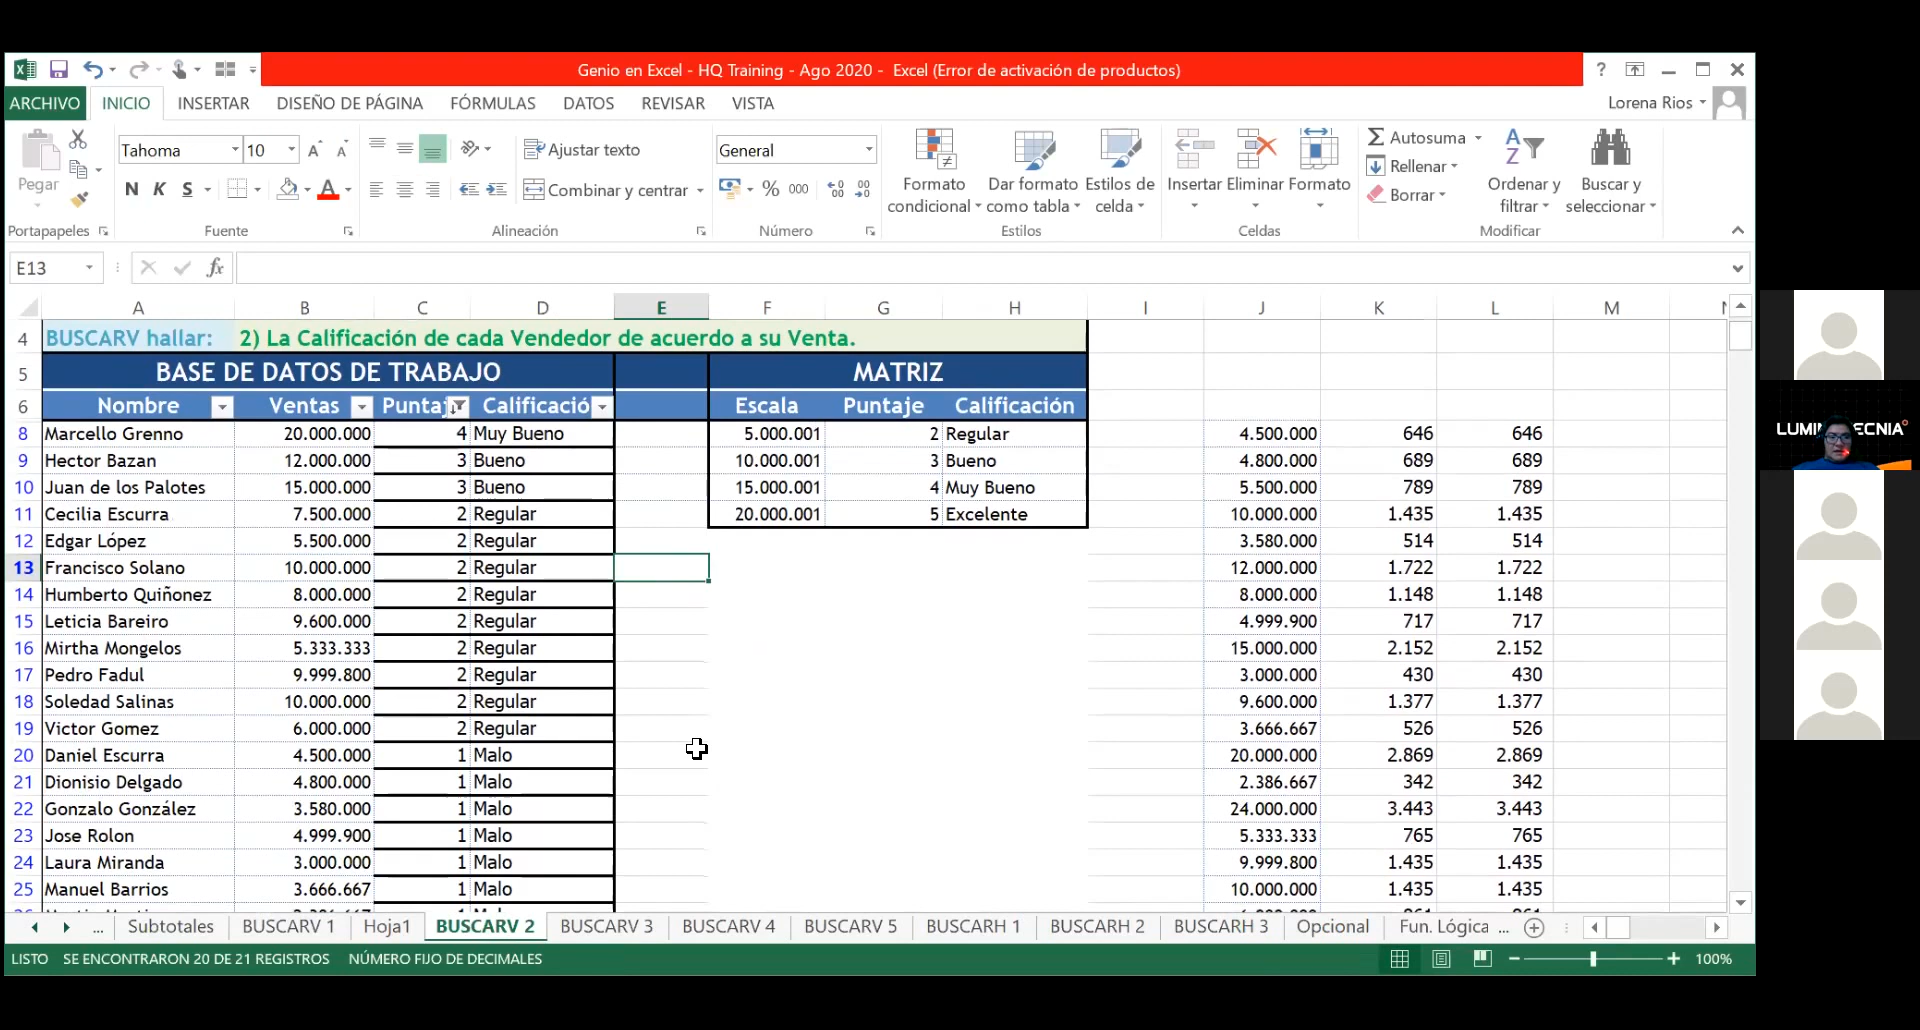 Genio en Excel - HQ Training - Ago 2020 - Excel (Error de activación de productos)
?
ARCHIVO INICIO INSERTAR DISEÑO DE PÁGINA FÓRMULAS DATOS REVISAR VISTA Lorena Rios
Pegar
Tahoma 10
N K S
Ajustar texto
Combinar y centrar
General
% 000
Formato condicional
Dar formato como tabla
Estilos de celda
Insertar Eliminar Formato
Autosuma
Rellenar
Borrar
Ordenar y filtrar
Buscar y seleccionar
Portapapeles Fuente Alineación Número Estilos Celdas Modificar
E13 fx
A B C D E F G H I J K L M
4 BUSCARV hallar: 2) La Calificación de cada Vendedor de acuerdo a su Venta.
5 BASE DE DATOS DE TRABAJO MATRIZ
6 Nombre Ventas Puntaj Calificació Escala Puntaje Calificación
8 Marcello Grenno 20.000.000 4 Muy Bueno 5.000.001 2 Regular 4.500.000 646 646
9 Hector Bazan 12.000.000 3 Bueno 10.000.001 3 Bueno 4.800.000 689 689
10 Juan de los Palotes 15.000.000 3 Bueno 15.000.001 4 Muy Bueno 5.500.000 789 789
11 Cecilia Escurra 7.500.000 2 Regular 20.000.001 5 Excelente 10.000.000 1.435 1.435
12 Edgar López 5.500.000 2 Regular 3.580.000 514 514
13 Francisco Solano 10.000.000 2 Regular 12.000.000 1.722 1.722
14 Humberto Quiñonez 8.000.000 2 Regular 8.000.000 1.148 1.148
15 Leticia Bareiro 9.600.000 2 Regular 4.999.900 717 717
16 Mirtha Mongelos 5.333.333 2 Regular 15.000.000 2.152 2.152
17 Pedro Fadul 9.999.800 2 Regular 3.000.000 430 430
18 Soledad Salinas 10.000.000 2 Regular 9.600.000 1.377 1.377
19 Victor Gomez 6.000.000 2 Regular 3.666.667 526 526
20 Daniel Escurra 4.500.000 1 Malo 20.000.000 2.869 2.869
21 Dionisio Delgado 4.800.000 1 Malo 2.386.667 342 342
22 Gonzalo González 3.580.000 1 Malo 24.000.000 3.443 3.443
23 Jose Rolon 4.999.900 1 Malo 5.333.333 765 765
24 Laura Miranda 3.000.000 1 Malo 9.999.800 1.435 1.435
25 Manuel Barrios 3.666.667 1 Malo 10.000.000 1.435 1.435
... Subtotales BUSCARV 1 Hoja1 BUSCARV 2 BUSCARV 3 BUSCARV 4 BUSCARV 5 BUSCARH 1 BUSCARH 2 BUSCARH 3 Opcional Fun. Lógica ...
LISTO SE ENCONTRARON 20 DE 21 REGISTROS NÚMERO FIJO DE DECIMALES 100%